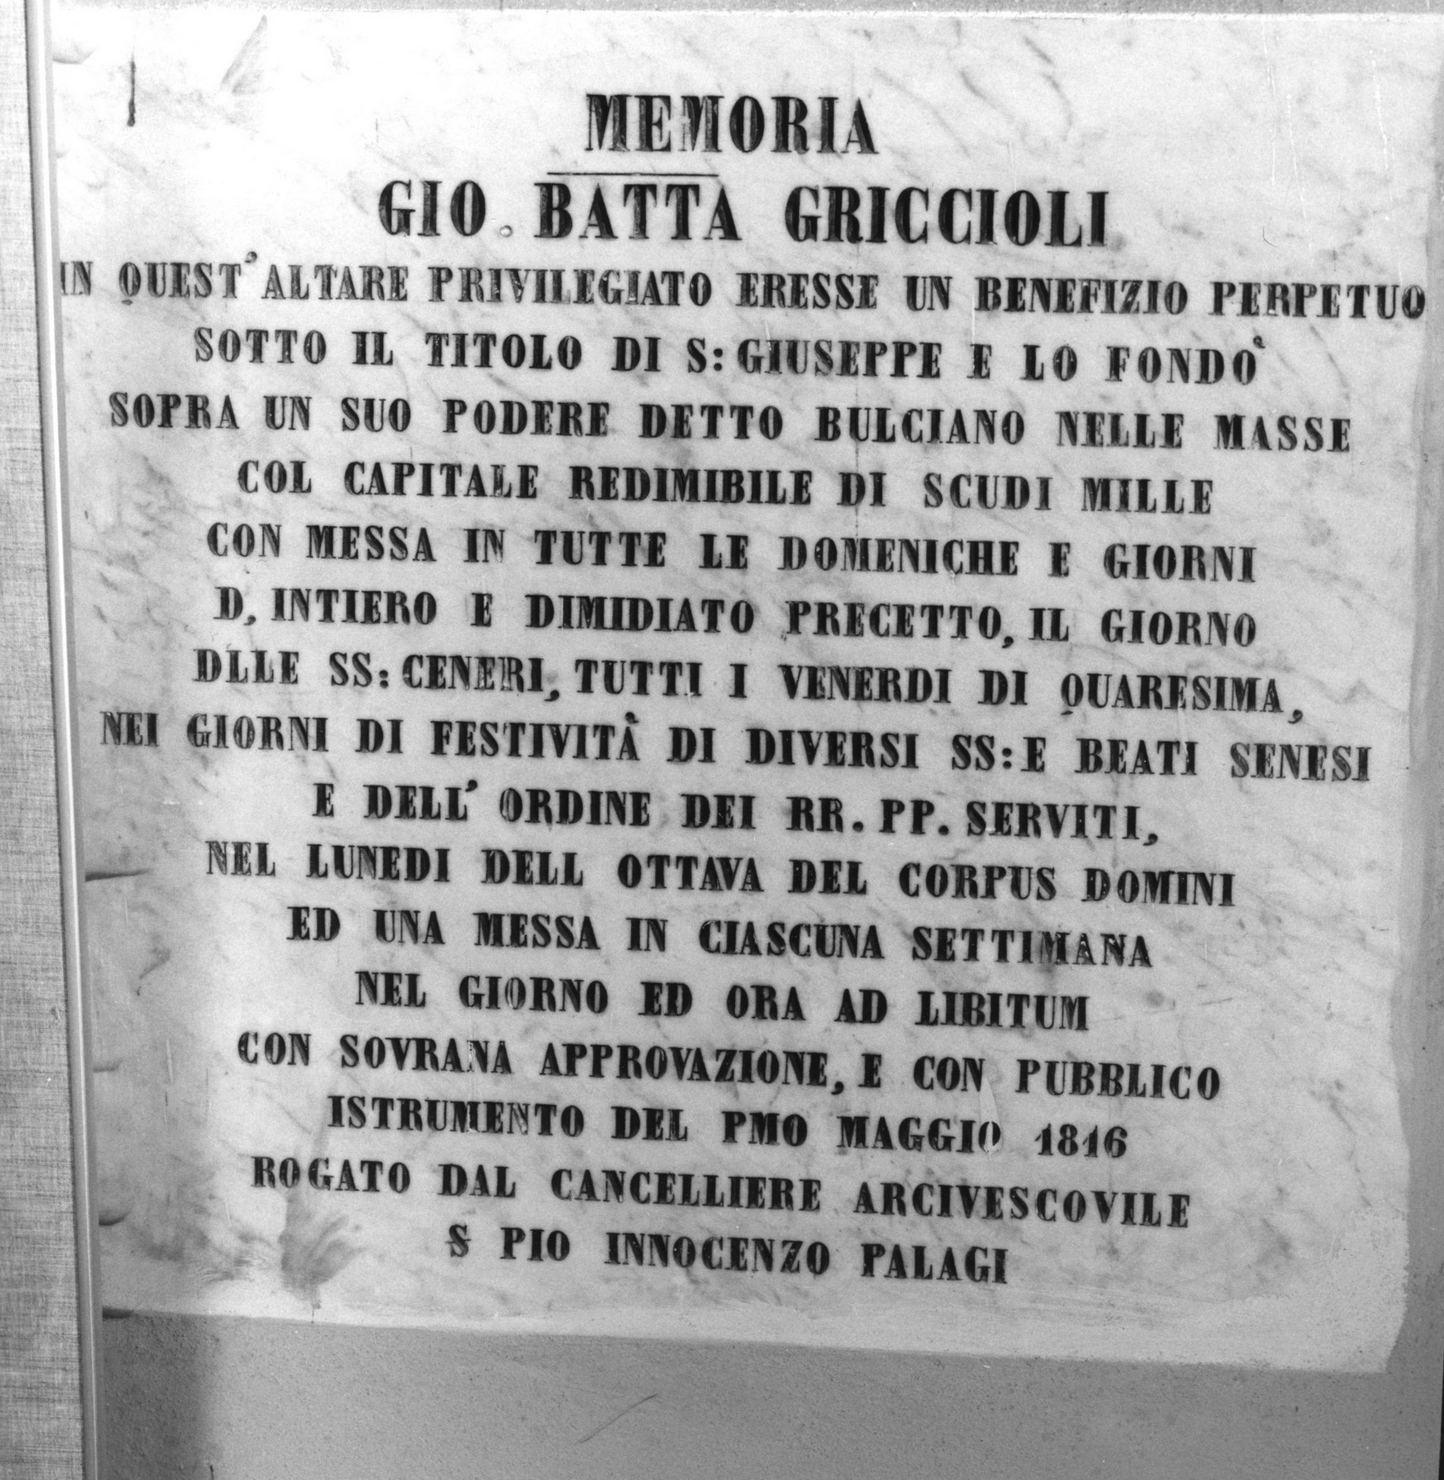 MEMORIA
GIO. BATTA GRICCIOLI
IN QUEST' ALTARE PRIVILEGIATO ERESSE UN BENEFIZIO PERPETUO
SOTTO IL TITOLO DI S: GIUSEPPE E LO FONDÒ
SOPRA UN SUO PODERE DETTO BULCIANO NELLE MASSE
COL CAPITALE REDIMIBILE DI SCUDI MILLE
CON MESSA IN TUTTE LE DOMENICHE E GIORNI
D, INTIERO E DIMIDIATO PRECETTO, IL GIORNO
DLLE SS: CENERI, TUTTI I VENERDI DI QUARESIMA,
NEI GIORNI DI FESTIVITÀ DI DIVERSI SS: E BEATI SENESI
E DELL' ORDINE DEI RR. PP. SERVITI,
NEL LUNEDI DELL OTTAVA DEL CORPUS DOMINI
ED UNA MESSA IN CIASCUNA SETTIMANA
NEL GIORNO ED ORA AD LIBITUM
CON SOVRANA APPROVAZIONE, E CON PUBBLICO
ISTRUMENTO DEL PMO MAGGIO 1816
ROGATO DAL CANCELLIERE ARCIVESCOVILE
S PIO INNOCENZO PALAGI